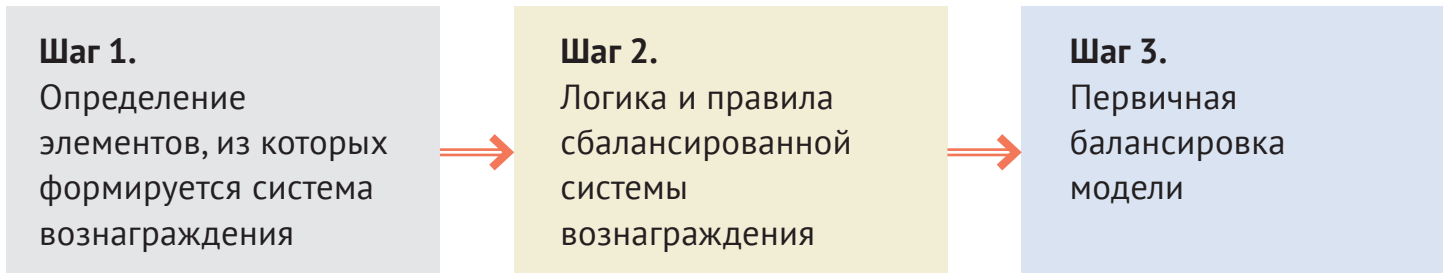 Шаг 1.
Определение
элементов, из которых
формируется система
вознаграждения
Шаг 2.
Логика и правила
сбалансированной
системы
вознаграждения
Шаг 3.
Первичная
балансировка
модели